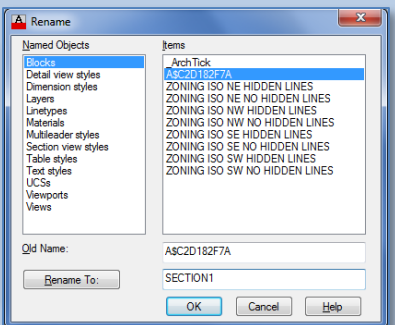 Rename
Named Objects
Blocks
Detail view styles
Dimension styles
Layers
Linetypes
Materials
Multileader styles
Section view styles
Table styles
Text styles
UCSs
Viewports
Views
Items
_ArchTick
A$C2D182F7A
ZONING ISO NE HIDDEN LINES
ZONING ISO NE NO HIDDEN LINES
ZONING ISO NW HIDDEN LINES
ZONING ISO NW NO HIDDEN LINES
ZONING ISO SE HIDDEN LINES
ZONING ISO SE NO HIDDEN LINES
ZONING ISO SW HIDDEN LINES
ZONING ISO SW NO HIDDEN LINES
Old Name: A$C2D182F7A
Rename To: SECTION1
OK Cancel Help